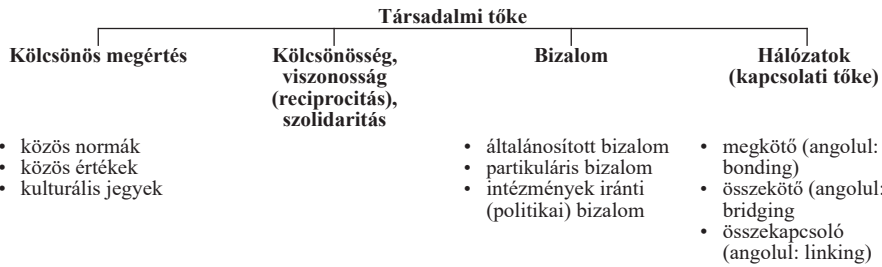 Társadalmi tőke
Kölcsönös megértés
• közös normák
• közös értékek
• kulturális jegyek
Kölcsönösség,
viszonosság
(reciprocitás),
szolidaritás
Bizalom
• általánosított bizalom
• partikuláris bizalom
• intézmények iránti
(politikai) bizalom
Hálózatok
(kapcsolati tőke)
• megkötő (angolul:
bonding)
• összekötő (angolul:
bridging
• összekapcsoló
(angolul: linking)